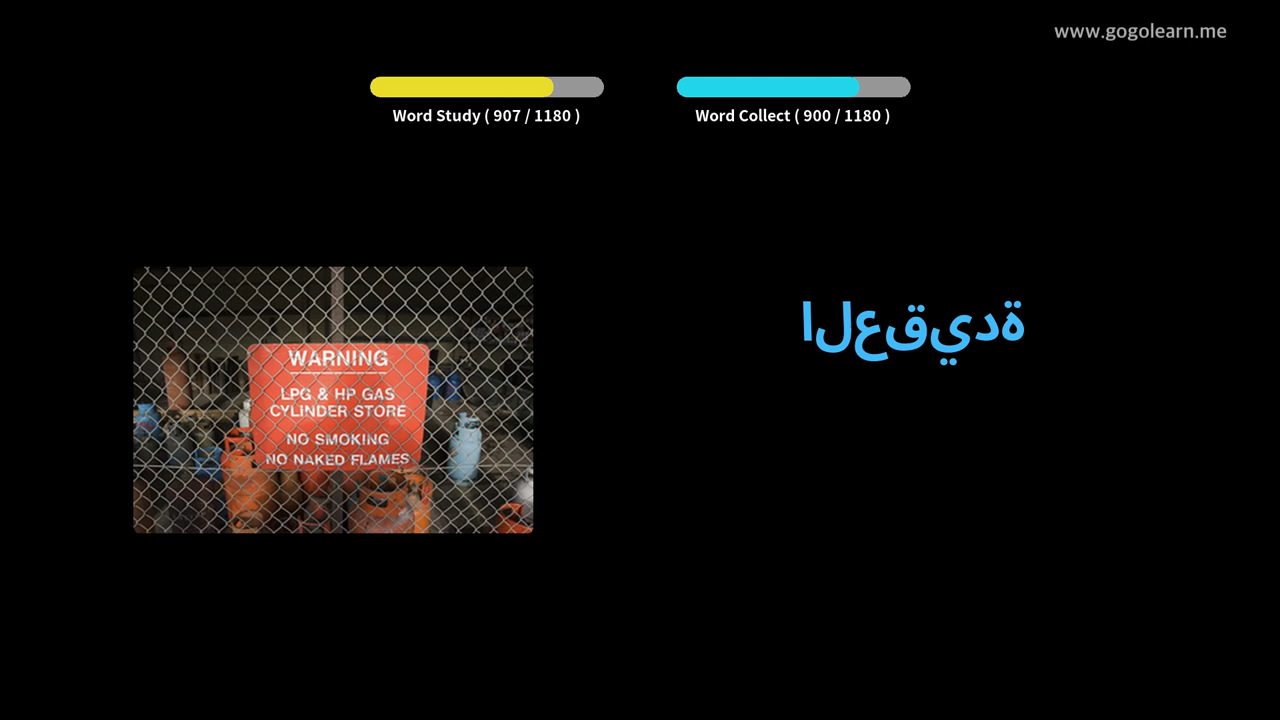 www.gogolearn.me
Word Study ( 907 / 1180 )
Word Collect ( 900 / 1180 )
WARNING
LPG & HP GAS
CYLINDER STORE
NO SMOKING
NO NAKED FLAMES
العقيدة